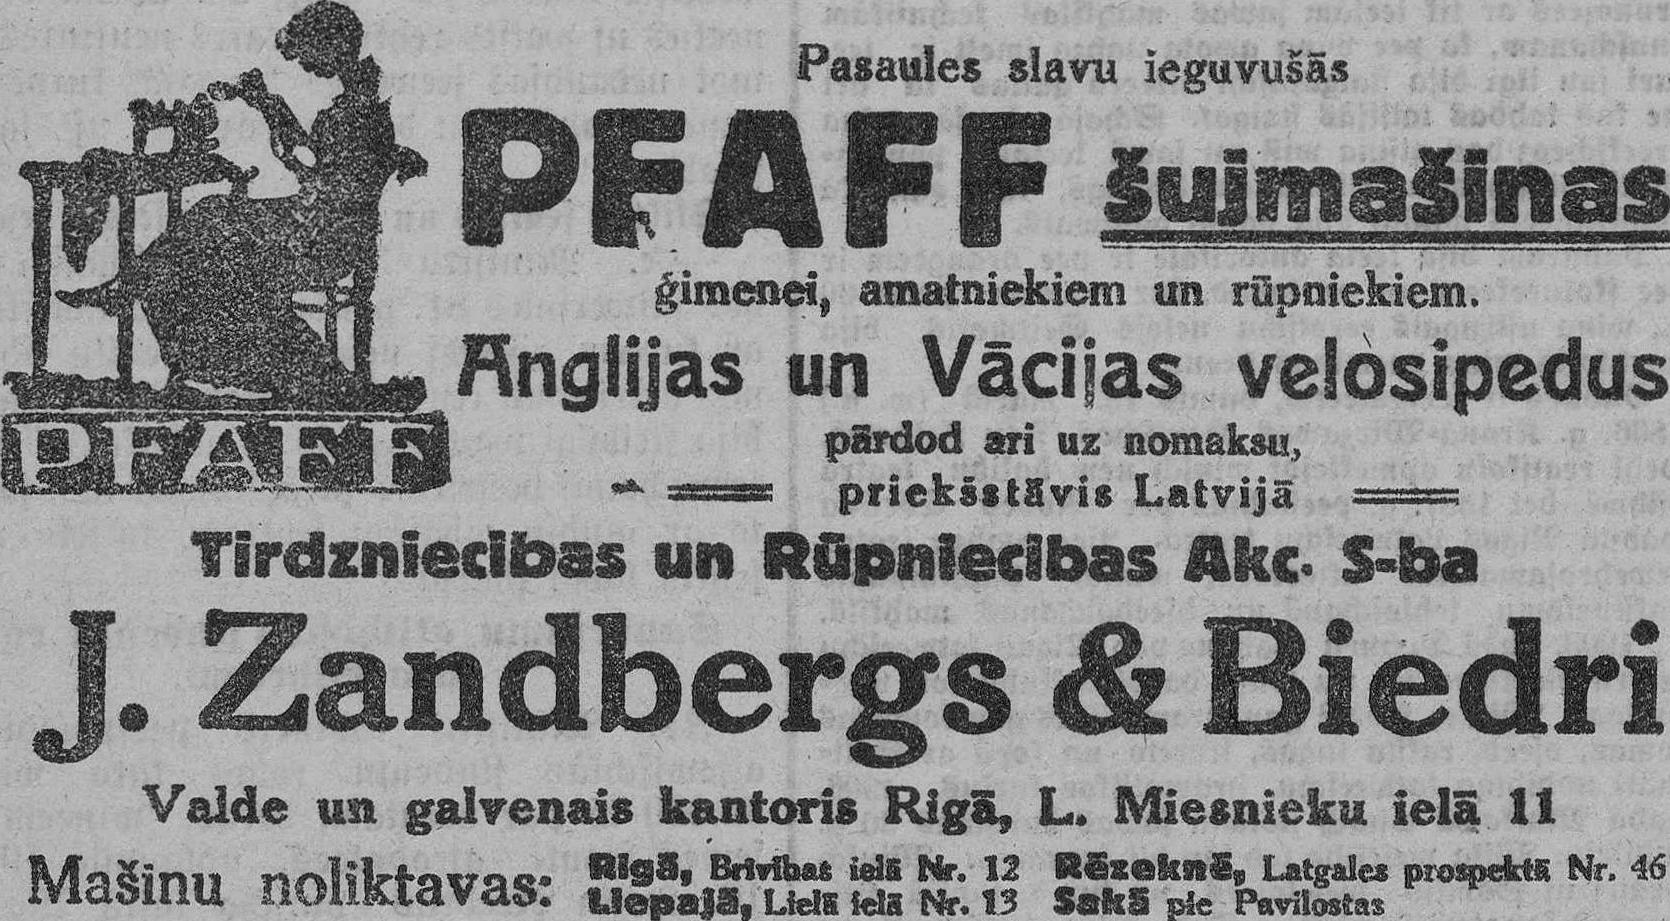 Pasaules slavu ieguvušās
PFAFF šujmašinas
ģimenei, amatniekiem un rūpniekiem.
Anglijas un Vācijas velosipedus
PFAFF
pārdod ari uz nomaksu,
priekšstāvis Latvijā
Tirdzniecibas un Rūpniecibas Akc. S-ba
J. Zandbergs & Biedri
Valde un galvenais kantoris Rigā, L. Miesnieku ielā 11
Mašinu noliktavas: Rigā, Brivibas ielā Nr. 12 Rēzeknē, Latgales prospektā Nr. 46
Liepajā, Lielā ielā Nr. 13 Sakā pie Pavilostas